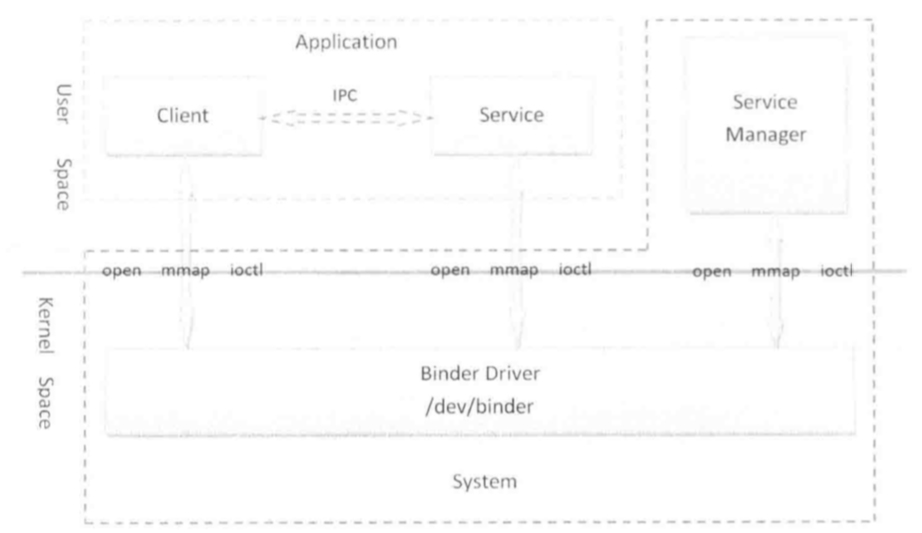 Application
IPC
Client
Service
Service
Manager
User Space
open mmap ioctl
open mmap ioctl
open mmap ioctl
Kernel Space
Binder Driver
/dev/binder
System